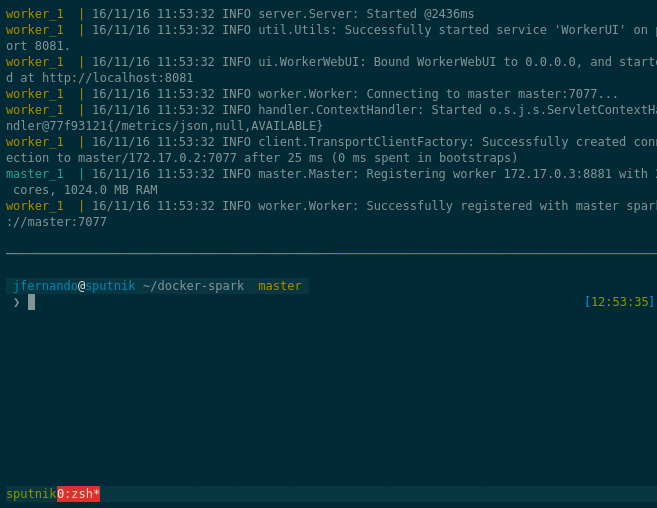 worker_1  | 16/11/16 11:53:32 INFO server.Server: Started @2436ms
worker_1  | 16/11/16 11:53:32 INFO util.Utils: Successfully started service 'WorkerUI' on p
ort 8081.
worker_1  | 16/11/16 11:53:32 INFO ui.WorkerWebUI: Bound WorkerWebUI to 0.0.0.0, and starte
d at http://localhost:8081
worker_1  | 16/11/16 11:53:32 INFO worker.Worker: Connecting to master master:7077...
worker_1  | 16/11/16 11:53:32 INFO handler.ContextHandler: Started o.s.j.s.ServletContextHa
ndler@77f93121{/metrics/json,null,AVAILABLE}
worker_1  | 16/11/16 11:53:32 INFO client.TransportClientFactory: Successfully created conn
ection to master/172.17.0.2:7077 after 25 ms (0 ms spent in bootstraps)
master_1  | 16/11/16 11:53:32 INFO master.Master: Registering worker 172.17.0.3:8881 with
cores, 1024.0 MB RAM
worker_1  | 16/11/16 11:53:32 INFO worker.Worker: Successfully registered with master spark
://master:7077
jfernando@sputnik ~/docker-spark  master
❯ [12:53:35]
sputnik0:zsh*